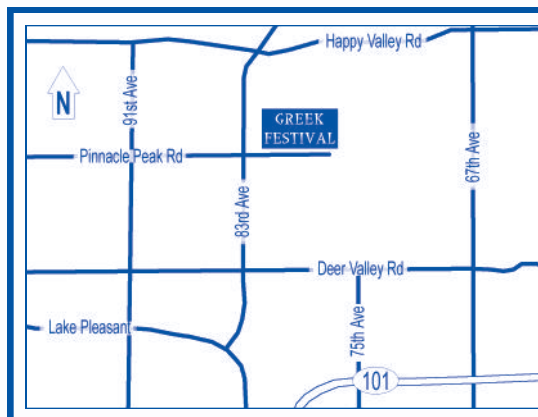 Happy Valley Rd
N
91st Ave
GREEK
FESTIVAL
67th Ave
Pinnacle Peak Rd
83rd Ave
Deer Valley Rd
Lake Pleasant
75th Ave
101